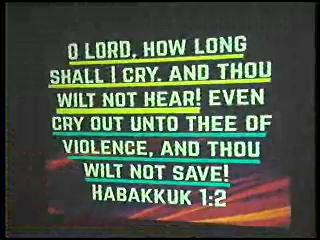 O LORD, HOW LONG
SHALL I CRY. AND THOU
WILT NOT HEAR! EVEN
CRY OUT UNTO THEE OF
VIOLENCE, AND THOU
WILT NOT SAVE!
HABAKKUK 1:2